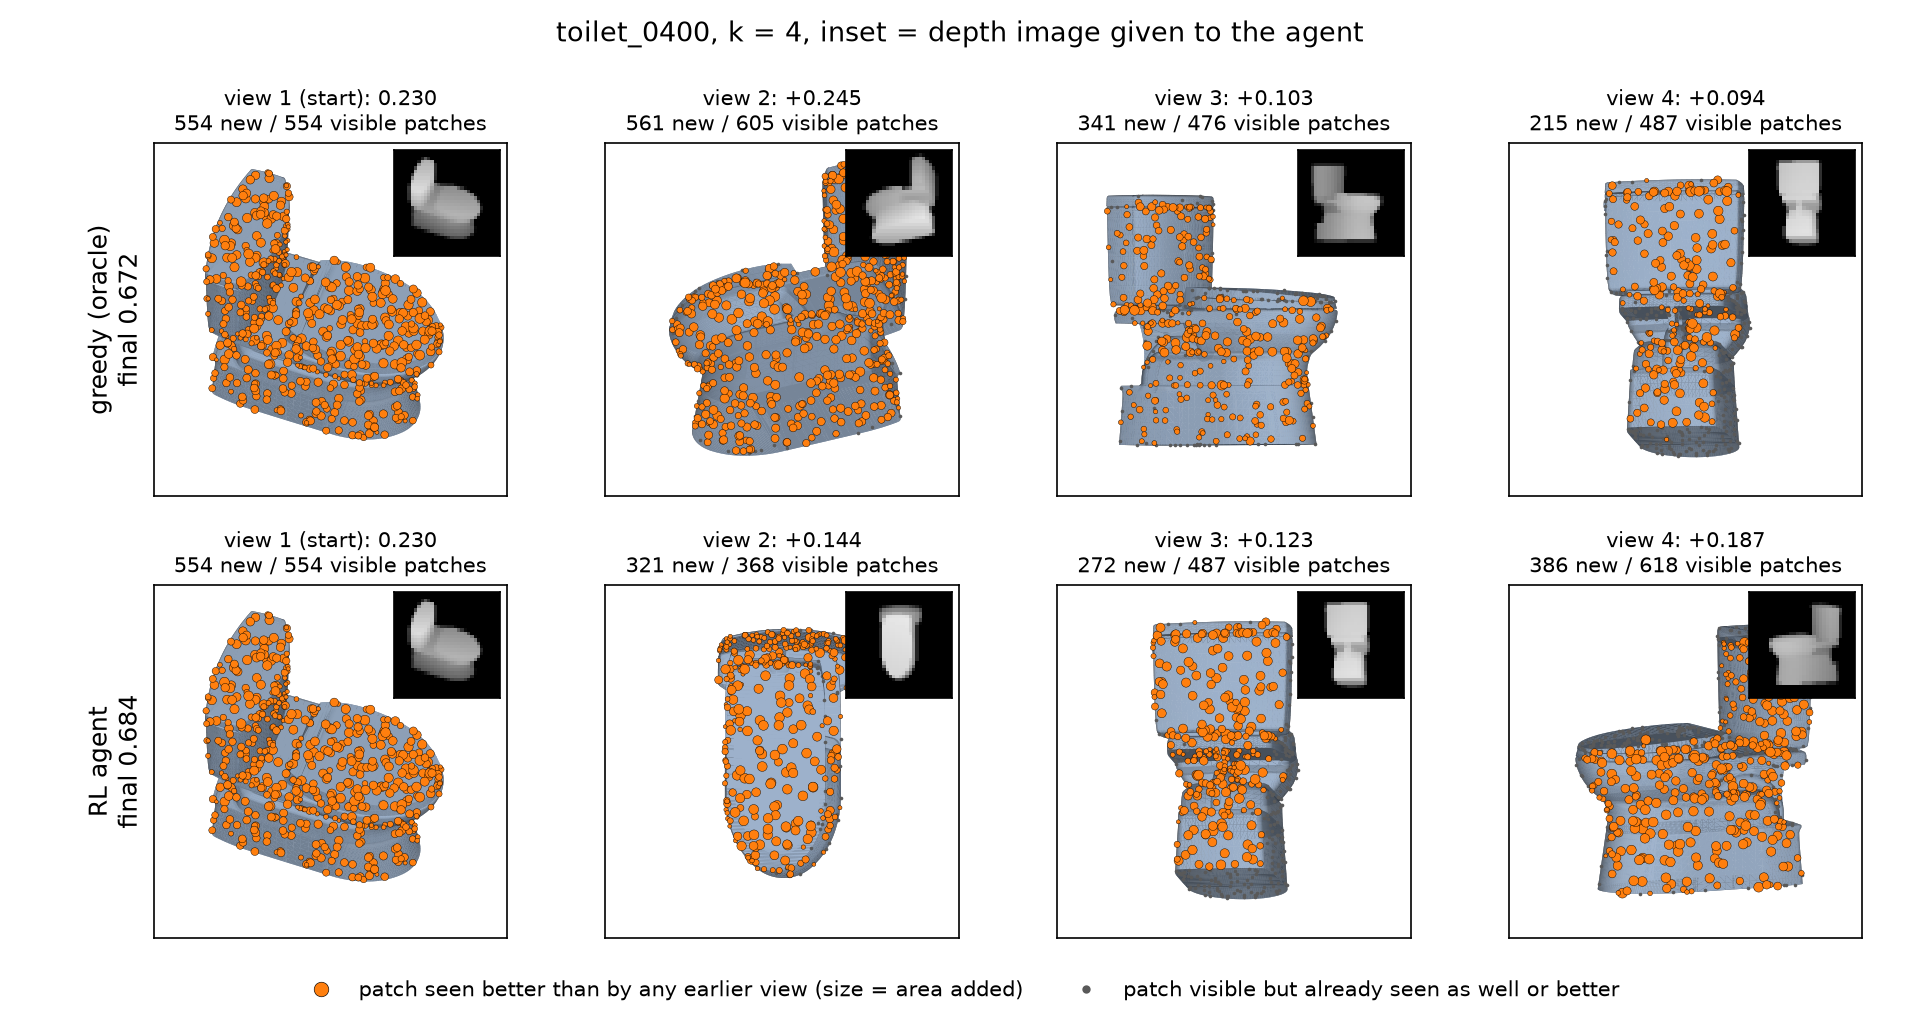 toilet_0400, k = 4, inset = depth image given to the agent
view 1 (start): 0.230
554 new / 554 visible patches
view 2: +0.245
561 new / 605 visible patches
view 3: +0.103
341 new / 476 visible patches
view 4: +0.094
215 new / 487 visible patches
greedy (oracle)
final 0.672
view 1 (start): 0.230
554 new / 554 visible patches
view 2: +0.144
321 new / 368 visible patches
view 3: +0.123
272 new / 487 visible patches
view 4: +0.187
386 new / 618 visible patches
RL agent
final 0.684
patch seen better than by any earlier view (size = area added)
patch visible but already seen as well or better